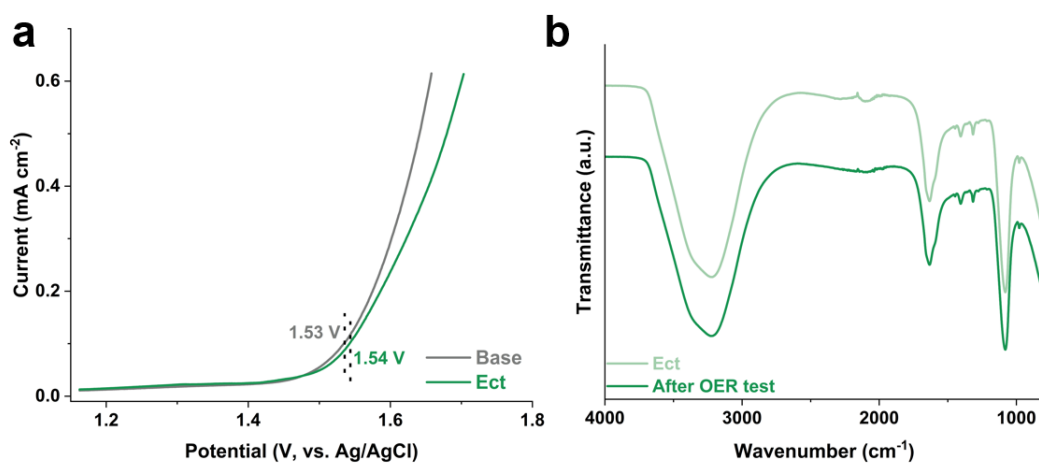 a
Current (mA cm⁻²)
0.6
0.4
0.2
0.0
1.53 V
1.54 V
Base
Ect
1.2
1.4
1.6
1.8
Potential (V, vs. Ag/AgCl)
b
Transmittance (a.u.)
Ect
After OER test
4000
3000
2000
1000
Wavenumber (cm⁻¹)